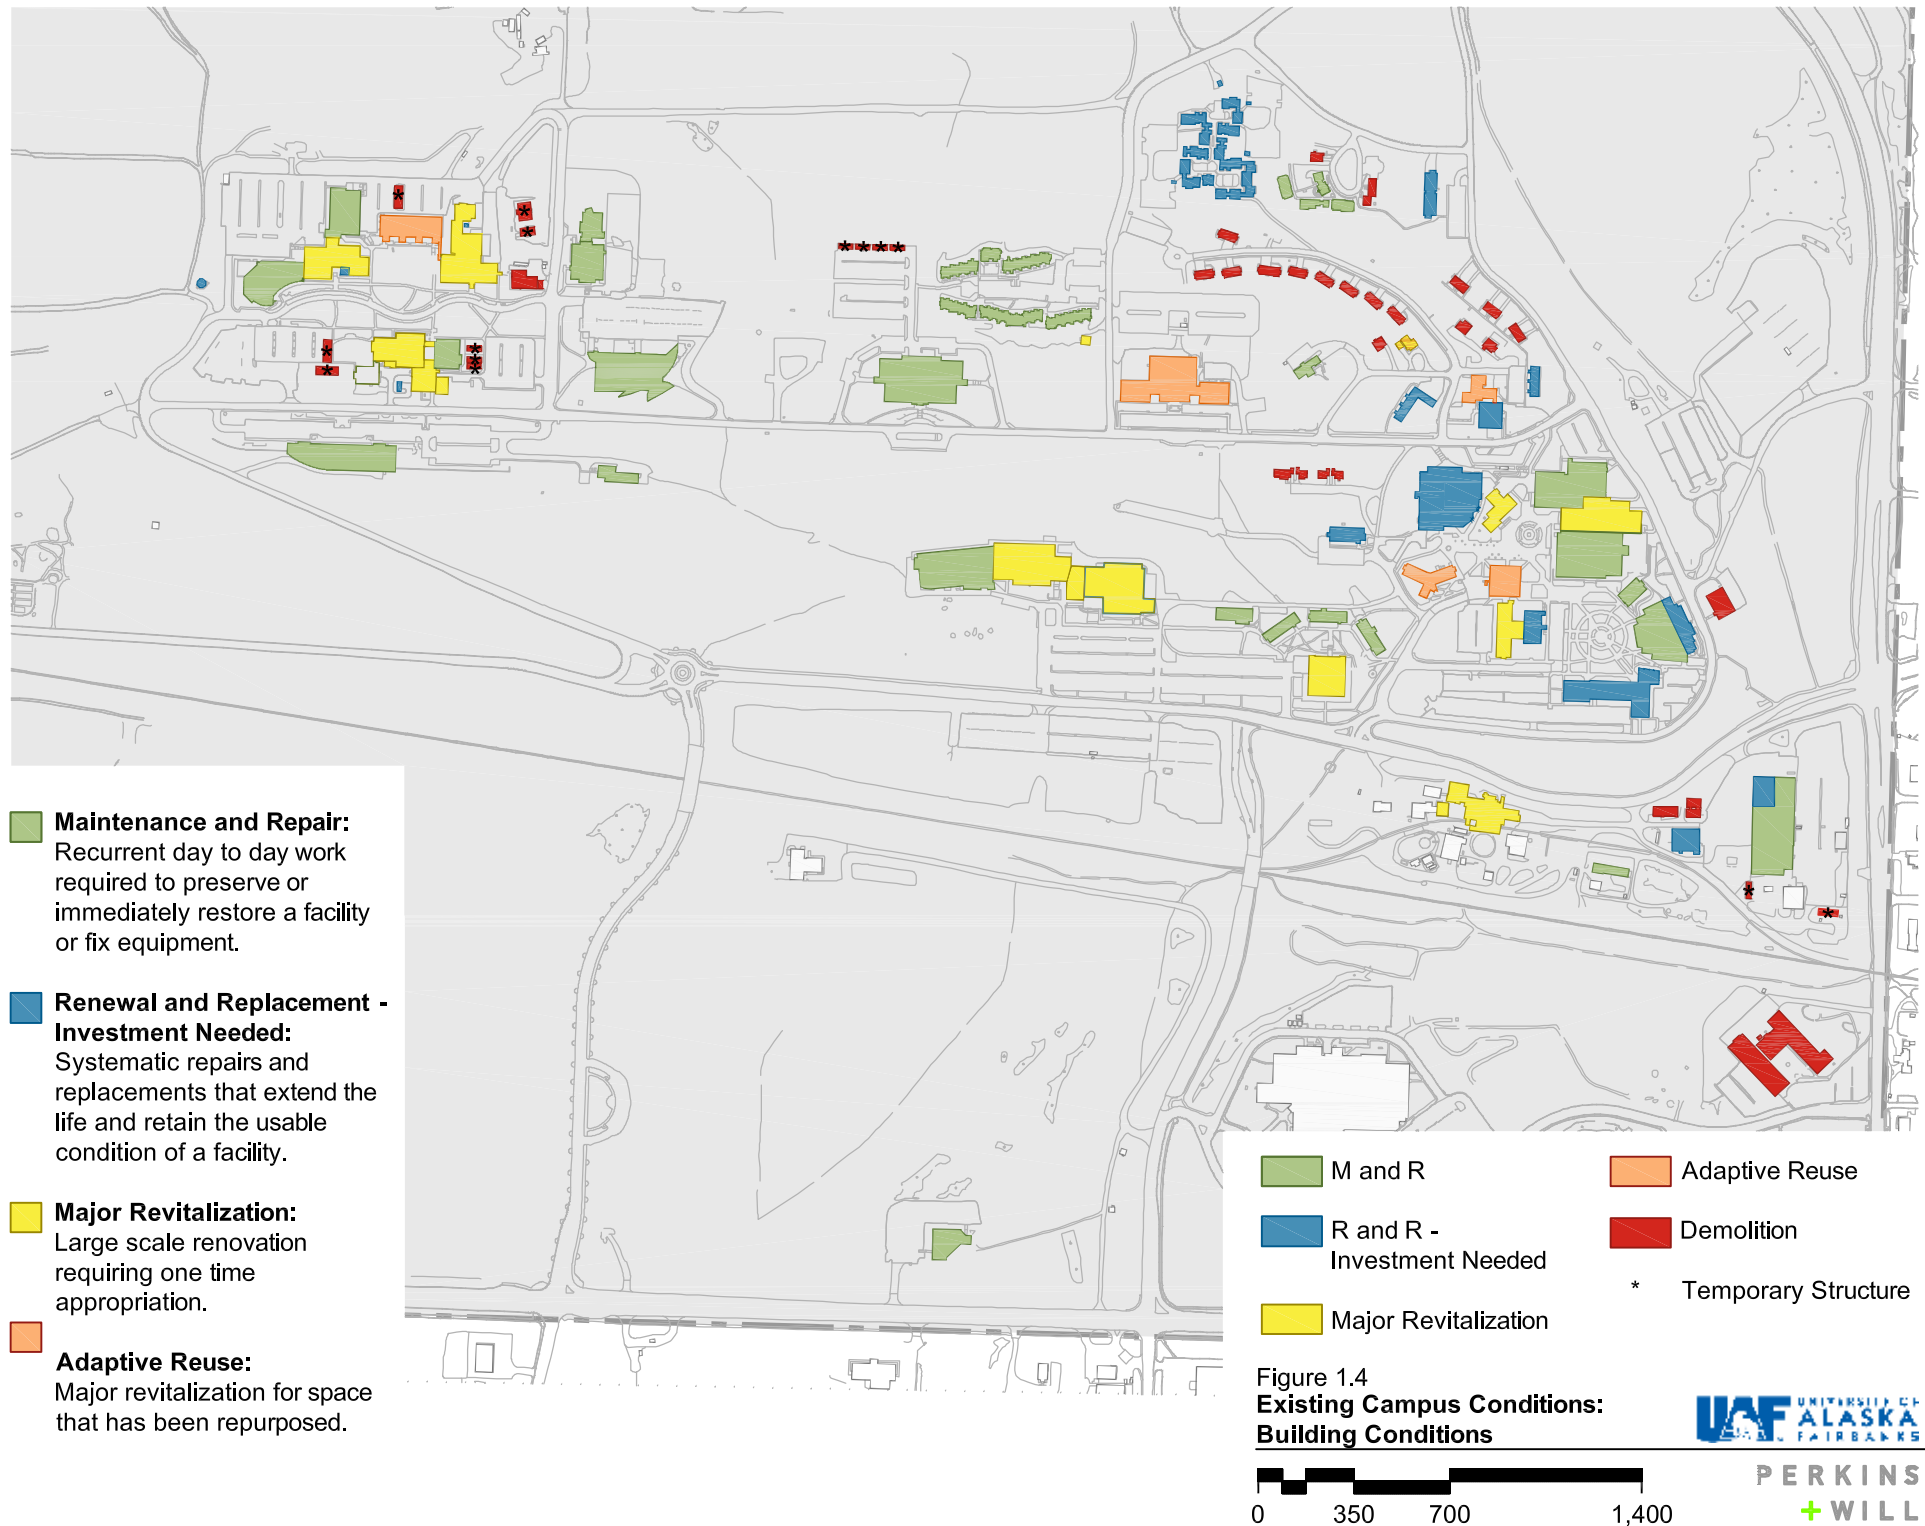 Maintenance and Repair:
Recurrent day to day work
required to preserve or
immediately restore a facility
or fix equipment.
Renewal and Replacement -
Investment Needed:
Systematic repairs and
replacements that extend the
life and retain the usable
condition of a facility.
Major Revitalization:
Large scale renovation
requiring one time
appropriation.
Adaptive Reuse:
Major revitalization for space
that has been repurposed.
M and R
R and R -
Investment Needed
Major Revitalization
Adaptive Reuse
Demolition
* Temporary Structure
Figure 1.4
Existing Campus Conditions:
Building Conditions
UAF
UNIVERSITY OF
ALASKA
FAIRBANKS
0 350 700 1,400
PERKINS
+ WILL